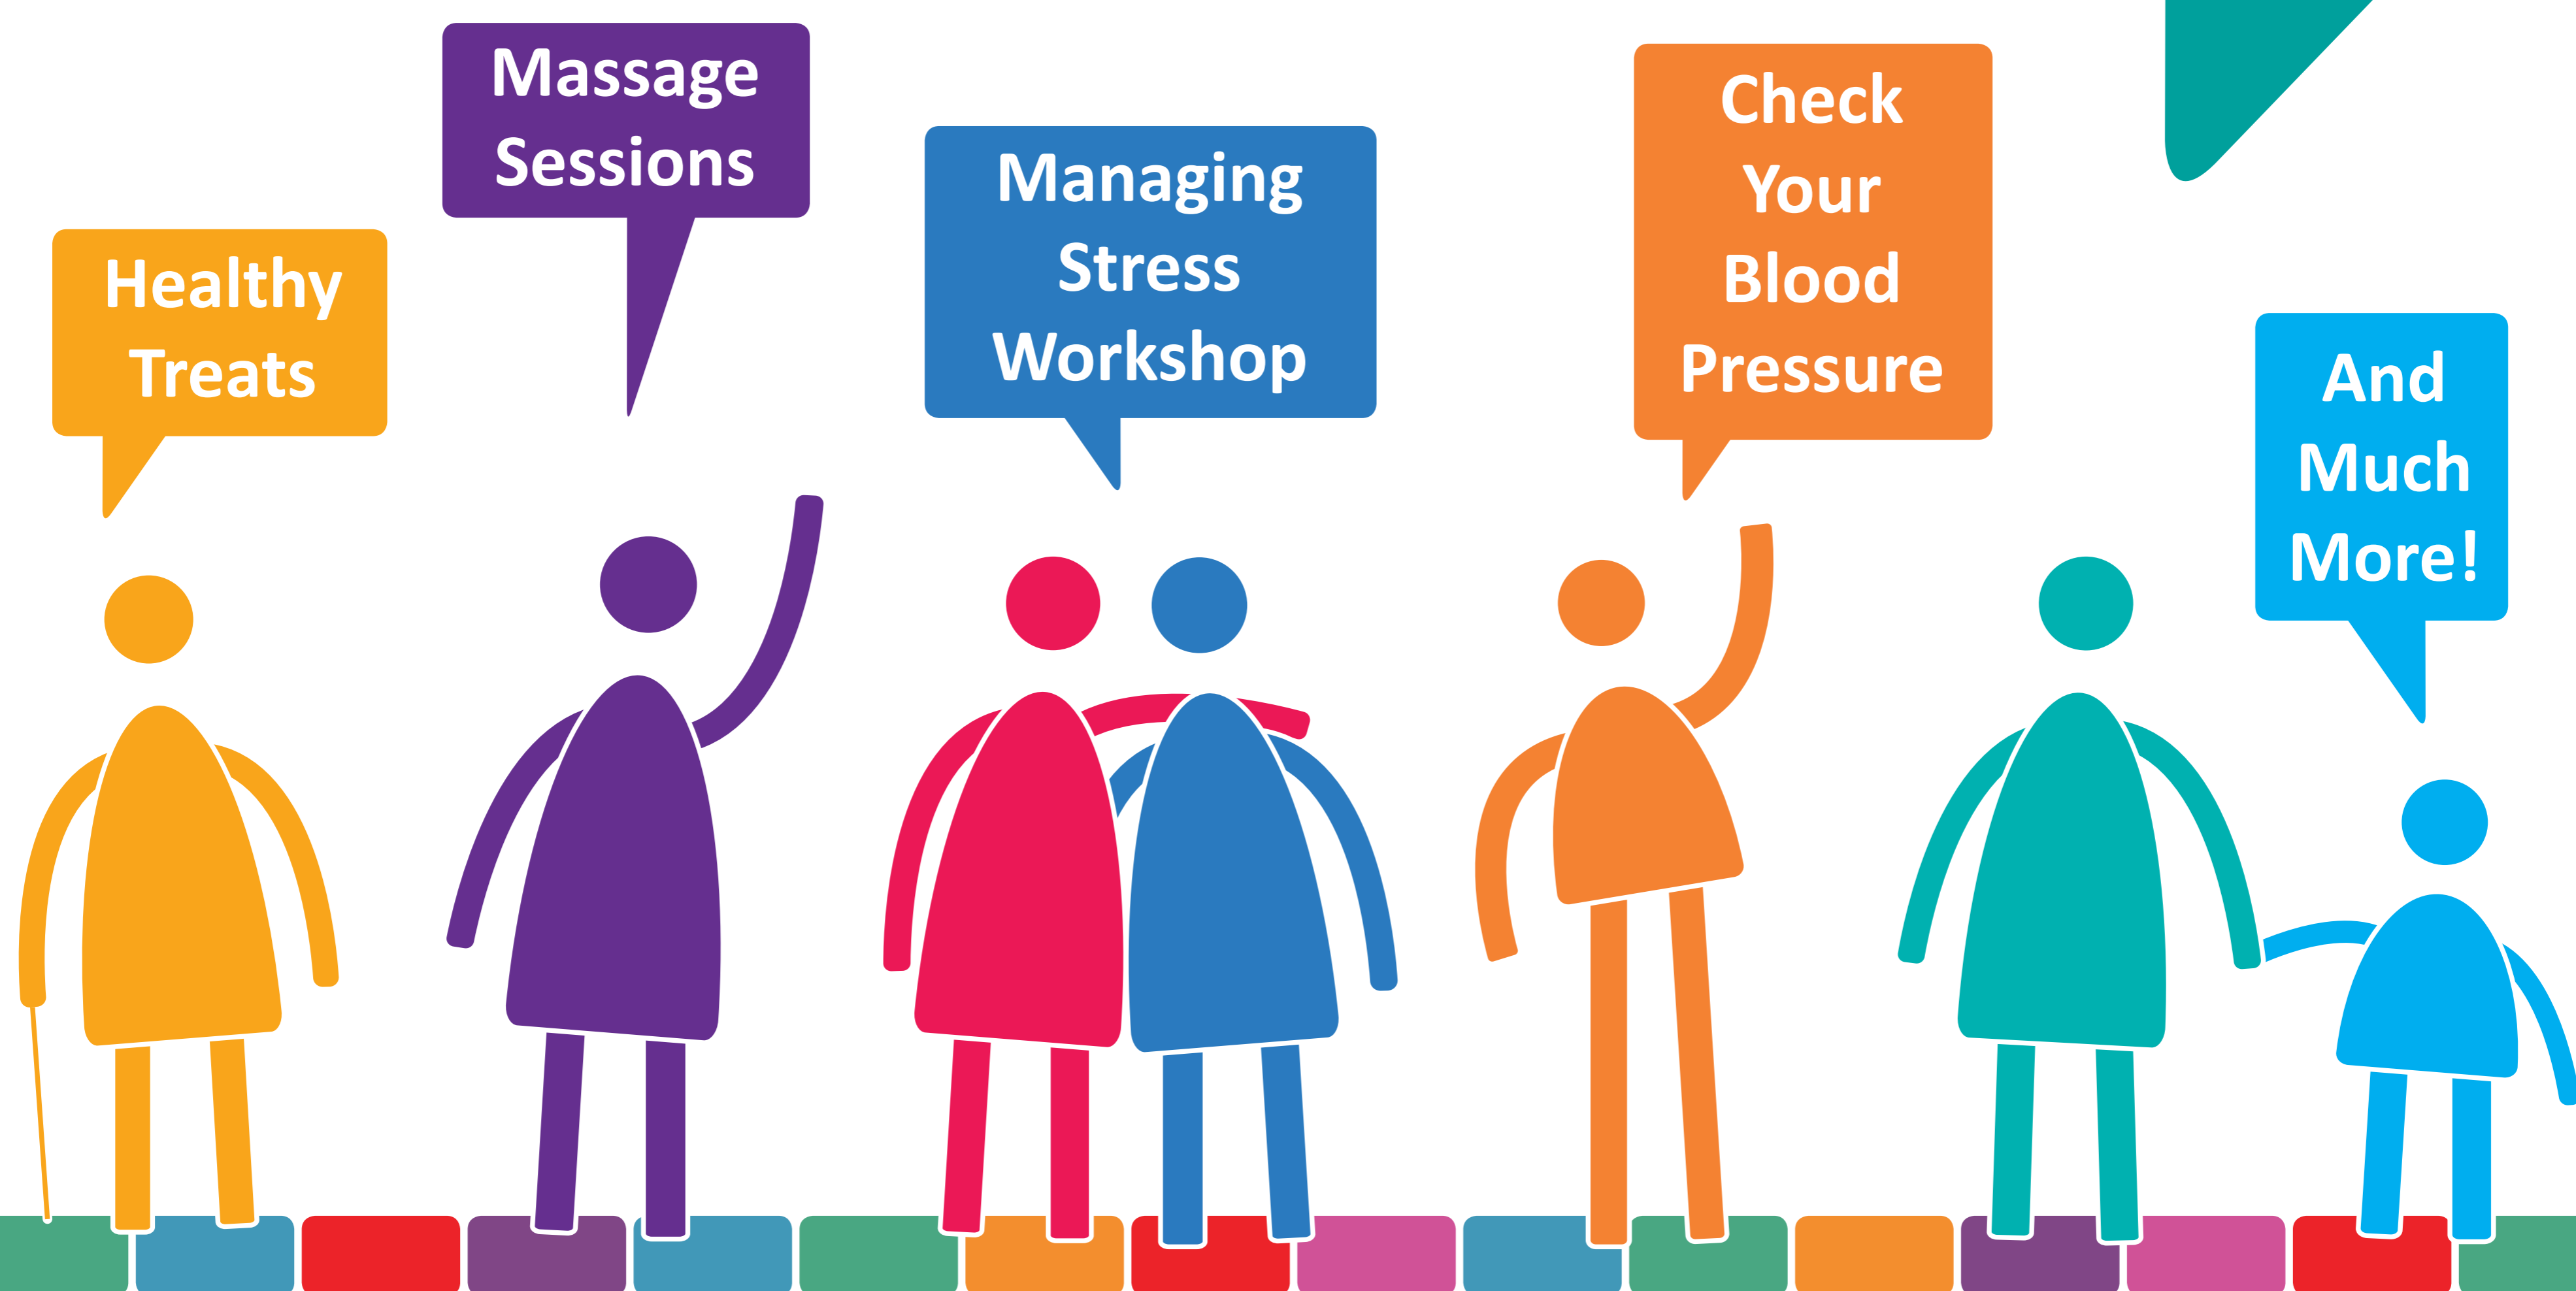 Healthy
Treats
Massage
Sessions
Managing
Stress
Workshop
Check
Your
Blood
Pressure
And
Much
More!